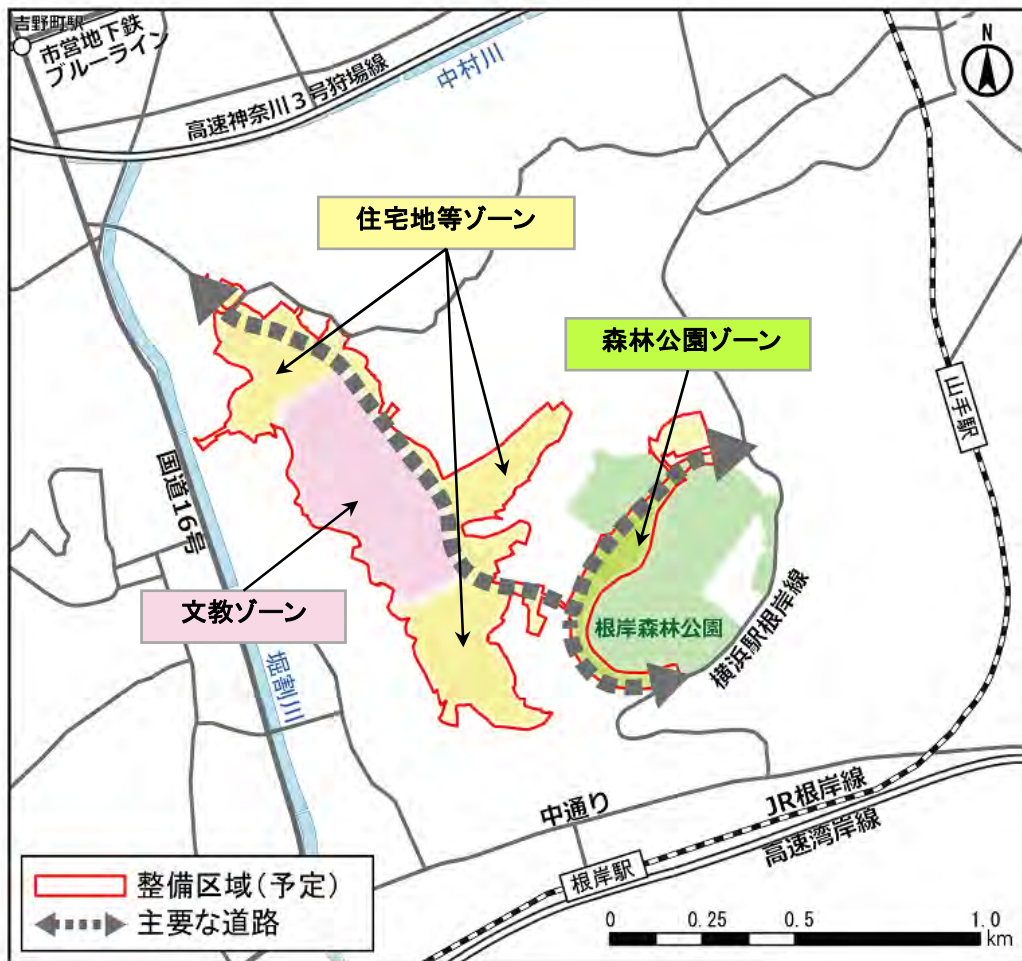 吉野町駅
市営地下鉄
ブルーライン
高速神奈川3号狩場線
中村川
N
住宅地等ゾーン
森林公園ゾーン
山手駅
国道16号
文教ゾーン
根岸森林公園
横浜駅根岸線
堀割川
中通り
JR根岸線
高速湾岸線
根岸駅
整備区域(予定)
主要な道路
0 0.25 0.5 1.0
km